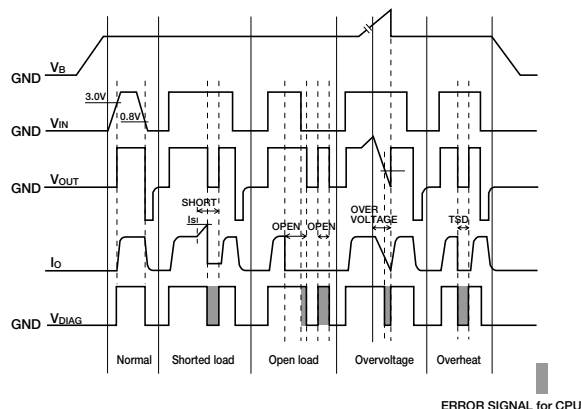 GND VB
3.0V
0.8V
GND VIN
GND VOUT
SHORT
ISI
OPEN OPEN
OVER
VOLTAGE
TSD
IO
GND VDIAG
Normal Shorted load Open load Overvoltage Overheat
ERROR SIGNAL for CPU